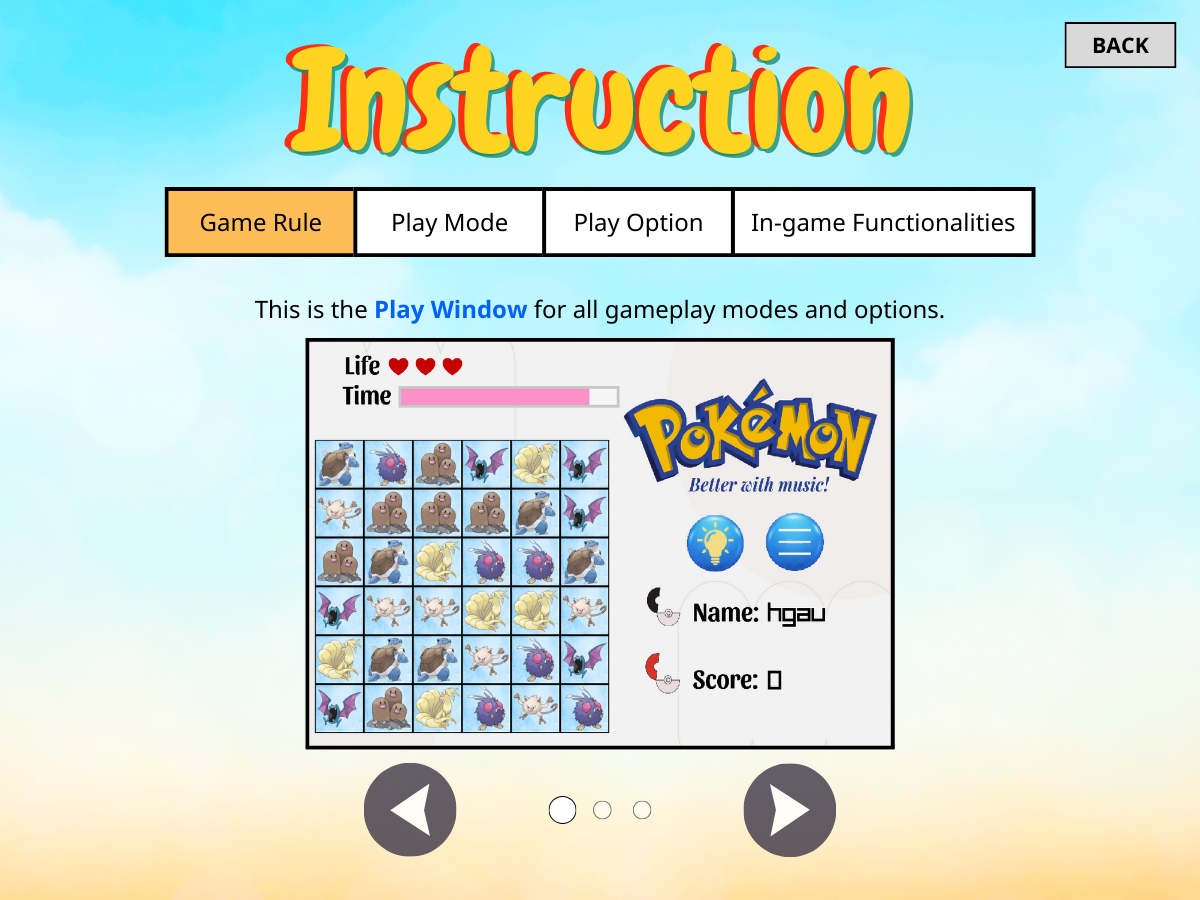 BACK
Instruction
Game Rule
Play Mode
Play Option
In-game Functionalities
This is the Play Window for all gameplay modes and options.
Life
Time
POKéMON
Better with music!
Name: hgau
Score: